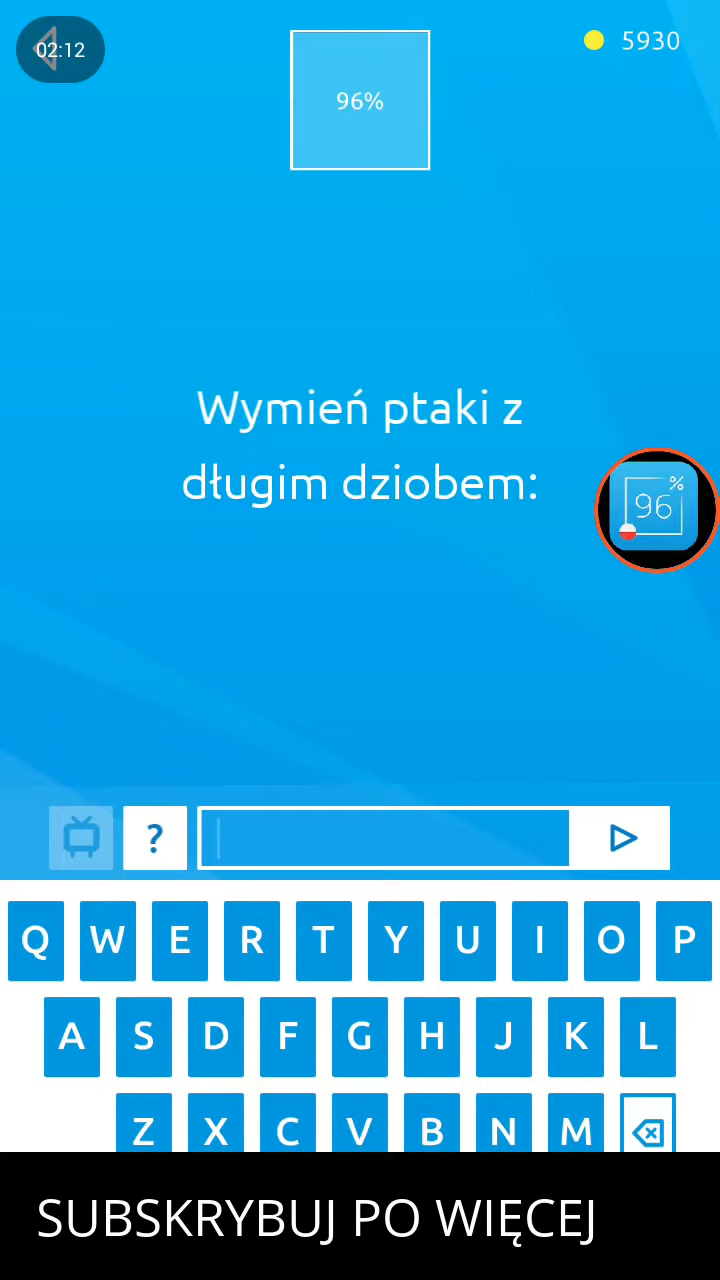 02:12
96%
5930
Wymień ptaki z
długim dziobem:
96%
?
Q W E R T Y U I O P
A S D F G H J K L
Z X C V B N M
SUBSKRYBUJ PO WIĘCEJ